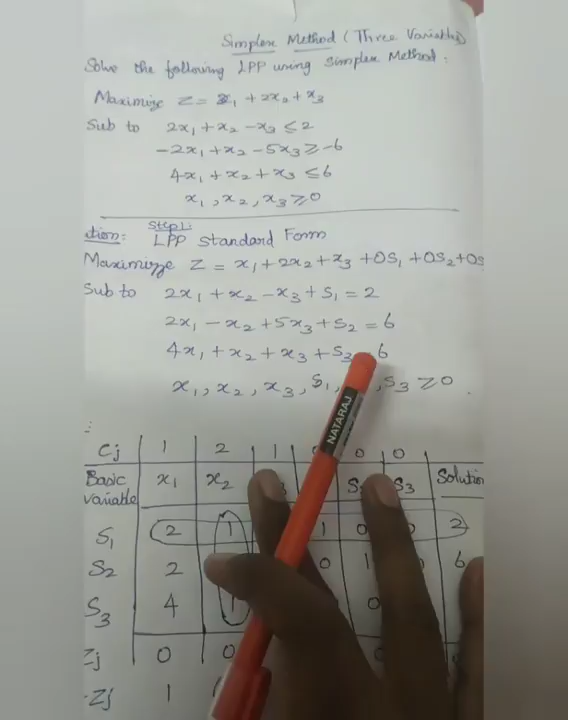 Simplex Method (Three Variables)
Solve the following LPP using Simplex Method:
Maximize Z = x₁ + 2x₂ + x₃
Sub to 2x₁ + x₂ - x₃ ≤ 2
-2x₁ + x₂ - 5x₃ ≥ -6
4x₁ + x₂ + x₃ ≤ 6
x₁, x₂, x₃ ≥ 0
Step1:
ution: LPP Standard Form
Maximize Z = x₁ + 2x₂ + x₃ + 0S₁ + 0S₂ + 0S
Sub to 2x₁ + x₂ - x₃ + S₁ = 2
2x₁ - x₂ + 5x₃ + S₂ = 6
4x₁ + x₂ + x₃ + S₃ 6
x₁, x₂, x₃, S₁, , S₃ ≥ 0
NATARAJ
Cj 1 2 1 0 0
Basic variable x₁ x₂ S₃ Solution
S₁ 2 1 1 0 2
S₂ 2 0 1 6
S₃ 4 1 0
Zj 0 0
-Zj 1